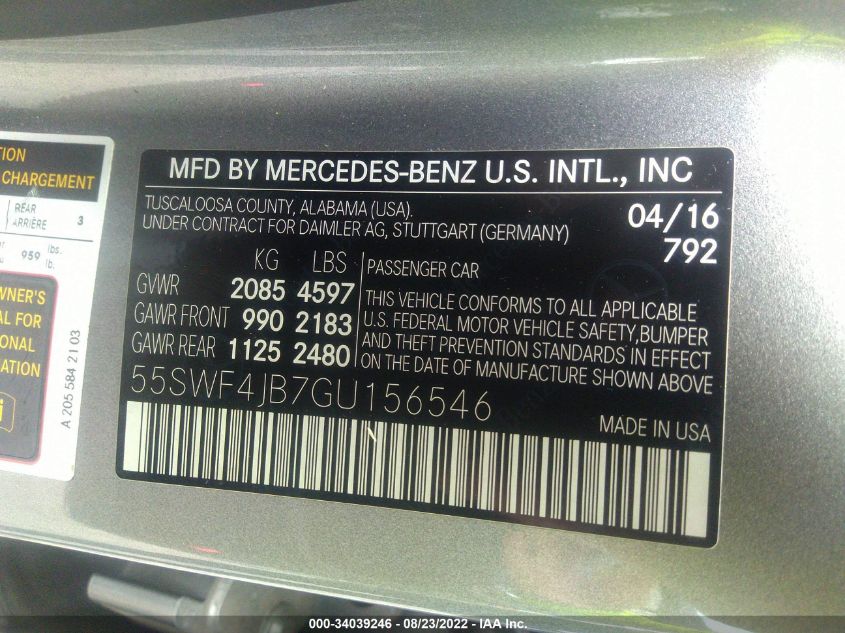 TION
CHARGEMENT
REAR
ARRIÈRE 3
959 lbs.
lb.
WNER'S
AL FOR
IONAL
ATION
A 205 584 21 03
MFD BY MERCEDES-BENZ U.S. INTL., INC
TUSCALOOSA COUNTY, ALABAMA (USA).
UNDER CONTRACT FOR DAIMLER AG, STUTTGART (GERMANY)
04/16
792
KG LBS
GVWR 2085 4597
GAWR FRONT 990 2183
GAWR REAR 1125 2480
PASSENGER CAR
THIS VEHICLE CONFORMS TO ALL APPLICABLE
U.S. FEDERAL MOTOR VEHICLE SAFETY, BUMPER
AND THEFT PREVENTION STANDARDS IN EFFECT
ON THE DATE OF MANUFACTURE SHOWN ABOVE
55SWF4JB7GU156546
MADE IN USA
000-34039246 - 08/23/2022 - © IAA Inc.